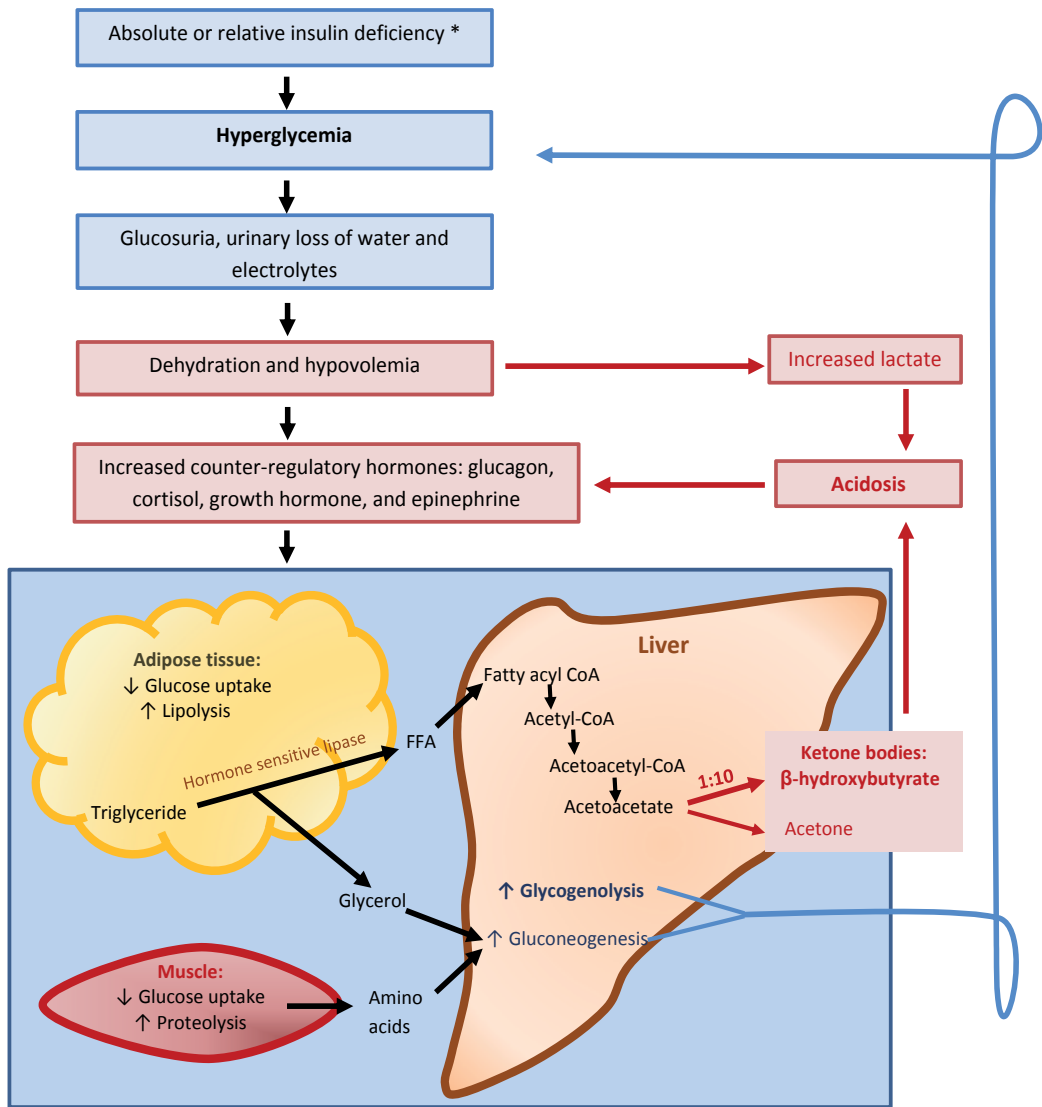 Absolute or relative insulin deficiency *
Hyperglycemia
Glucosuria, urinary loss of water and
electrolytes
Dehydration and hypovolemia
Increased lactate
Increased counter-regulatory hormones: glucagon,
cortisol, growth hormone, and epinephrine
Acidosis
Adipose tissue:
↓ Glucose uptake
↑ Lipolysis
Hormone sensitive lipase
Triglyceride
FFA
Glycerol
Liver
Fatty acyl CoA
Acetyl-CoA
Acetoacetyl-CoA
Acetoacetate
1:10
Ketone bodies:
β-hydroxybutyrate
Acetone
↑ Glycogenolysis
↑ Gluconeogenesis
Muscle:
↓ Glucose uptake
↑ Proteolysis
Amino
acids